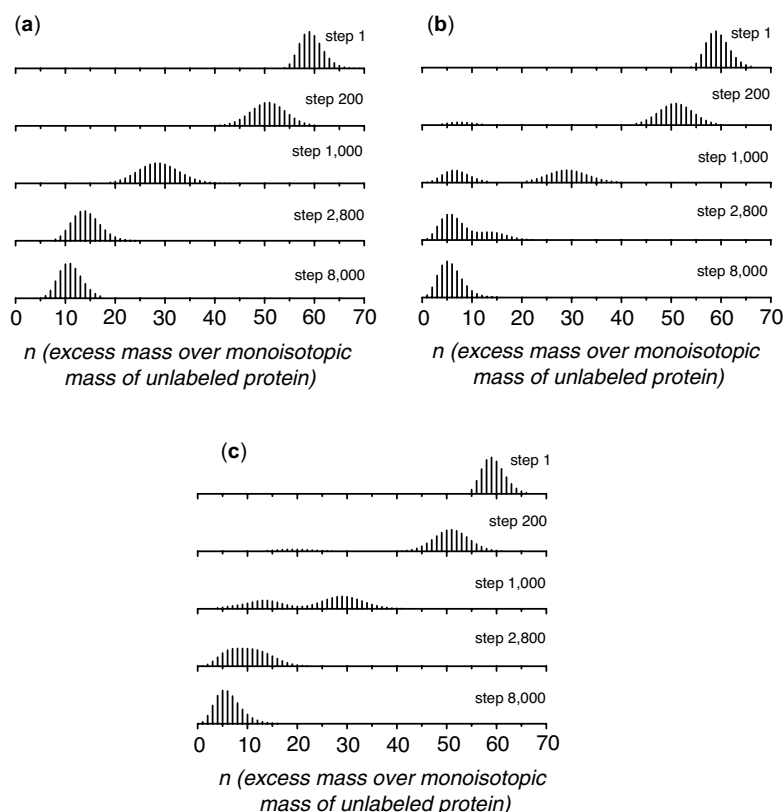 (a)
step 1
step 200
step 1,000
step 2,800
step 8,000
0 10 20 30 40 50 60 70
n (excess mass over monoisotopic
mass of unlabeled protein)
(b)
step 1
step 200
step 1,000
step 2,800
step 8,000
0 10 20 30 40 50 60 70
n (excess mass over monoisotopic
mass of unlabeled protein)
(c)
step 1
step 200
step 1,000
step 2,800
step 8,000
0 10 20 30 40 50 60 70
n (excess mass over monoisotopic
mass of unlabeled protein)